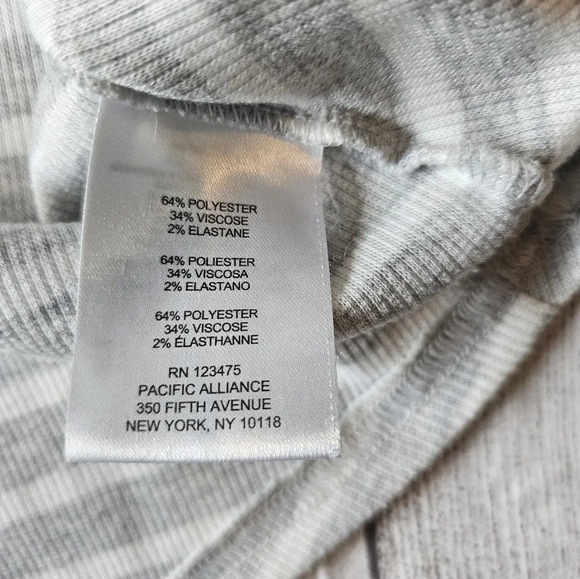 64% POLYESTER
34% VISCOSE
2% ELASTANE
64% POLIESTER
34% VISCOSA
2% ELASTANO
64% POLYESTER
34% VISCOSE
2% ÉLASTHANNE
RN 123475
PACIFIC ALLIANCE
350 FIFTH AVENUE
NEW YORK, NY 10118